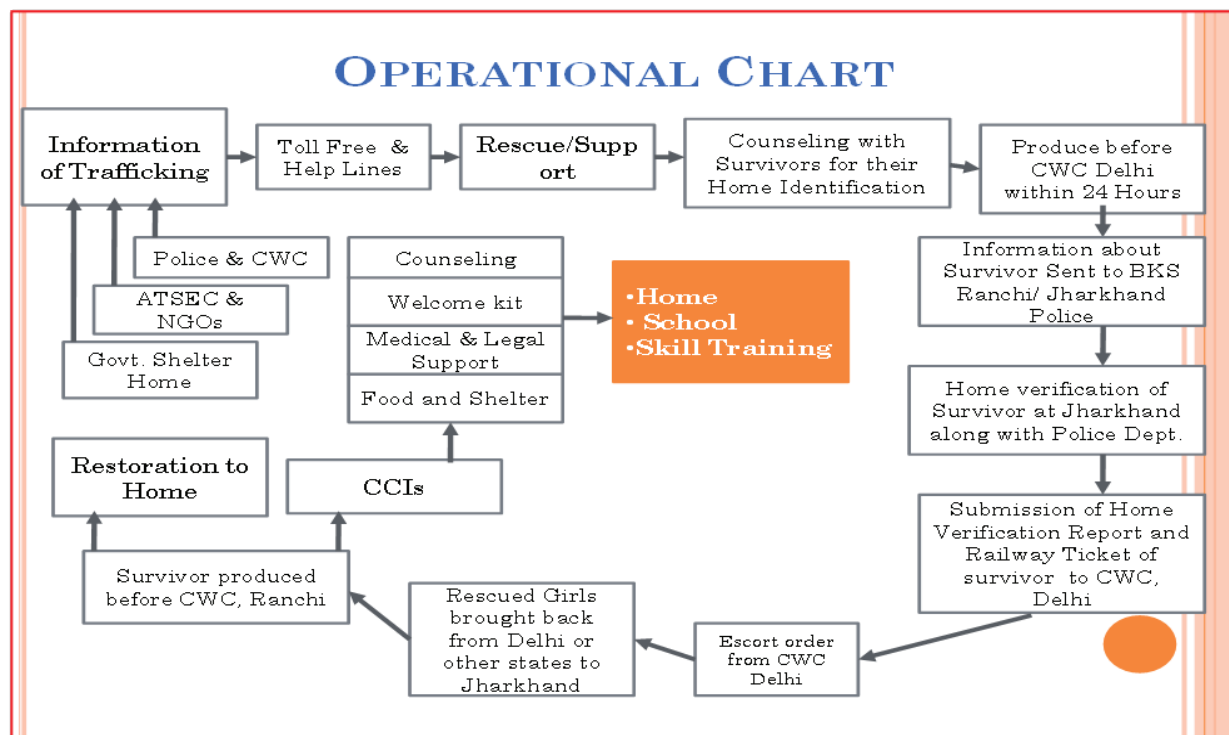 OPERATIONAL CHART
Information
of Trafficking
Toll Free &
Help Lines
Rescue/Supp
ort
Counseling with
Survivors for their
Home Identification
Produce before
CWC Delhi
within 24 Hours
Police & CWC
ATSEC &
NGOs
Govt. Shelter
Home
Counseling
Welcome kit
Medical & Legal
Support
Food and Shelter
•Home
• School
•Skill Training
Information about
Survivor Sent to BKS
Ranchi/ Jharkhand
Police
Home verification of
Survivor at Jharkhand
along with Police Dept.
Submission of Home
Verification Report and
Railway Ticket of
survivor to CWC,
Delhi
Escort order
from CWC
Delhi
Rescued Girls
brought back
from Delhi or
other states to
Jharkhand
Survivor produced
before CWC, Ranchi
Restoration to
Home
CCIs